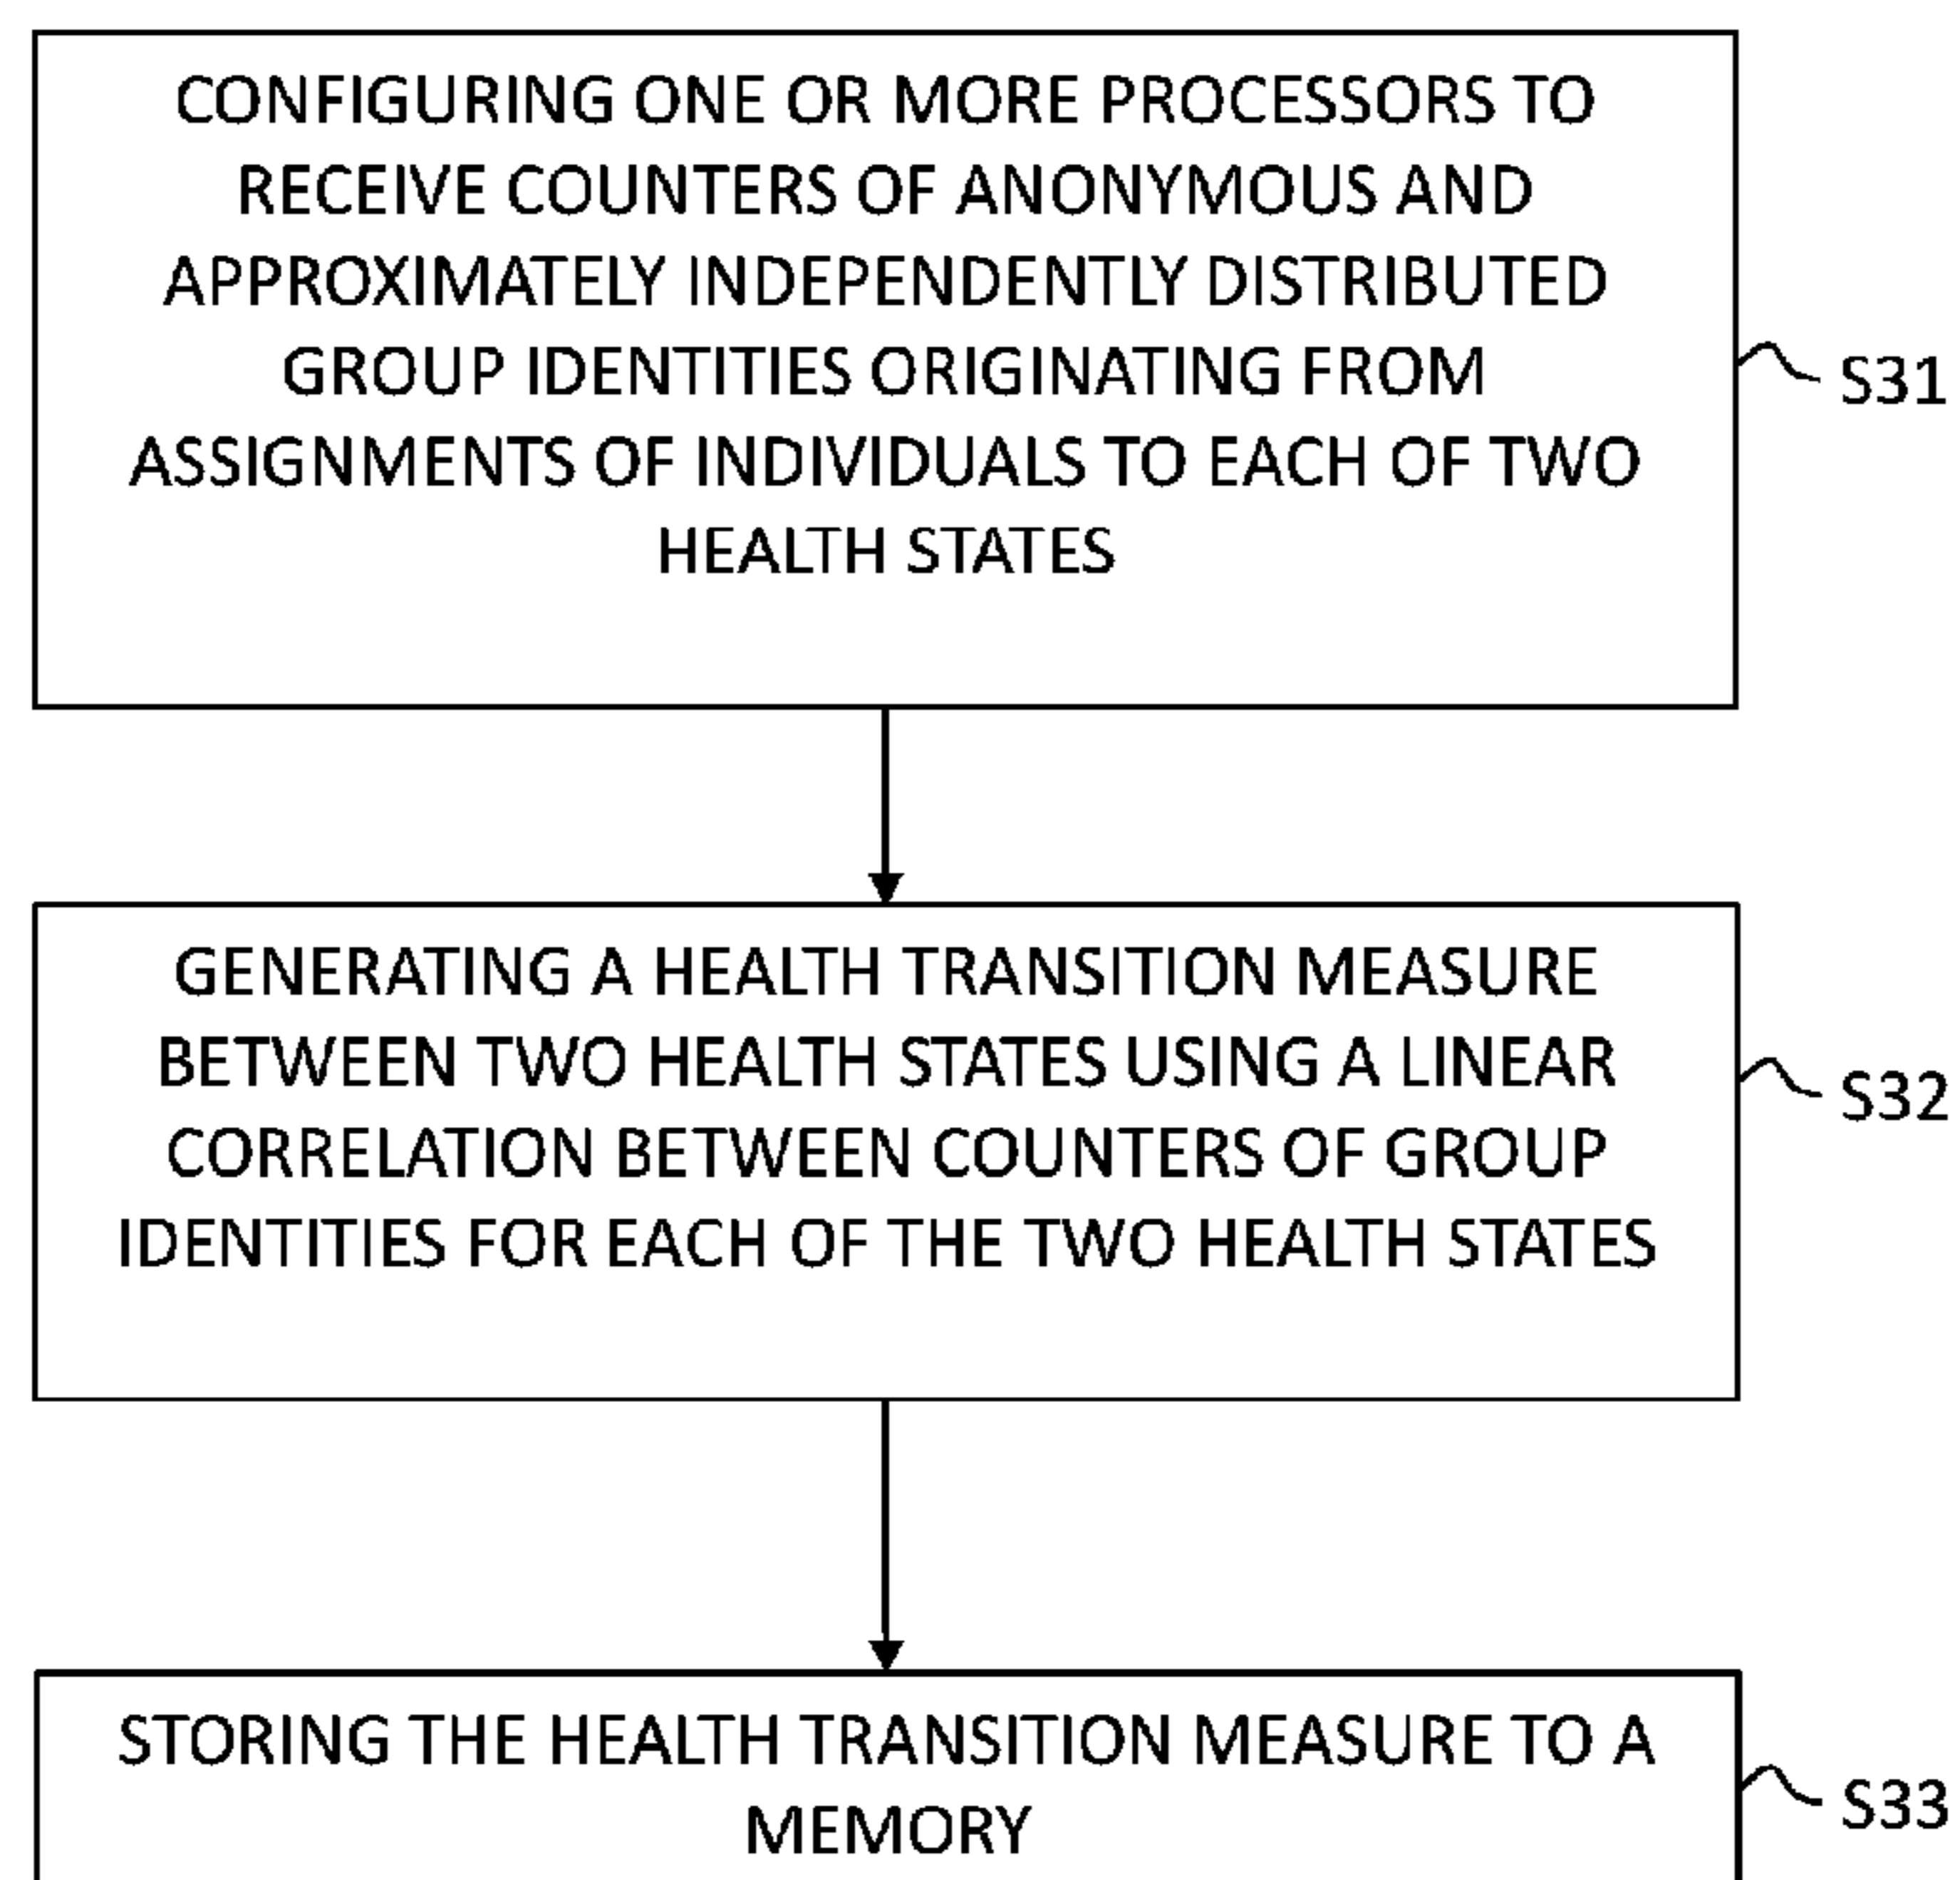 CONFIGURING ONE OR MORE PROCESSORS TO
RECEIVE COUNTERS OF ANONYMOUS AND
APPROXIMATELY INDEPENDENTLY DISTRIBUTED
GROUP IDENTITIES ORIGINATING FROM
ASSIGNMENTS OF INDIVIDUALS TO EACH OF TWO
HEALTH STATES
S31
GENERATING A HEALTH TRANSITION MEASURE
BETWEEN TWO HEALTH STATES USING A LINEAR
CORRELATION BETWEEN COUNTERS OF GROUP
IDENTITIES FOR EACH OF THE TWO HEALTH STATES
S32
STORING THE HEALTH TRANSITION MEASURE TO A
MEMORY
S33